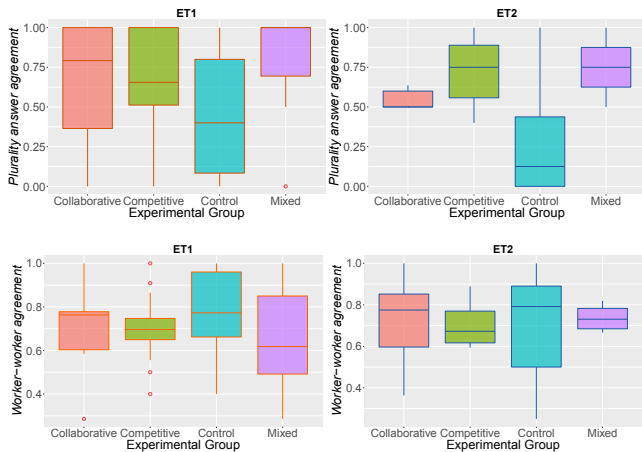 ET1
Plurality answer agreement
1.00
0.75
0.50
0.25
0.00
Collaborative Competitive Control Mixed
Experimental Group
ET2
Plurality answer agreement
1.00
0.75
0.50
0.25
0.00
Collaborative Competitive Control Mixed
Experimental Group
ET1
Worker−worker agreement
1.0
0.8
0.6
0.4
Collaborative Competitive Control Mixed
Experimental Group
ET2
Worker−worker agreement
1.0
0.8
0.6
0.4
Collaborative Competitive Control Mixed
Experimental Group